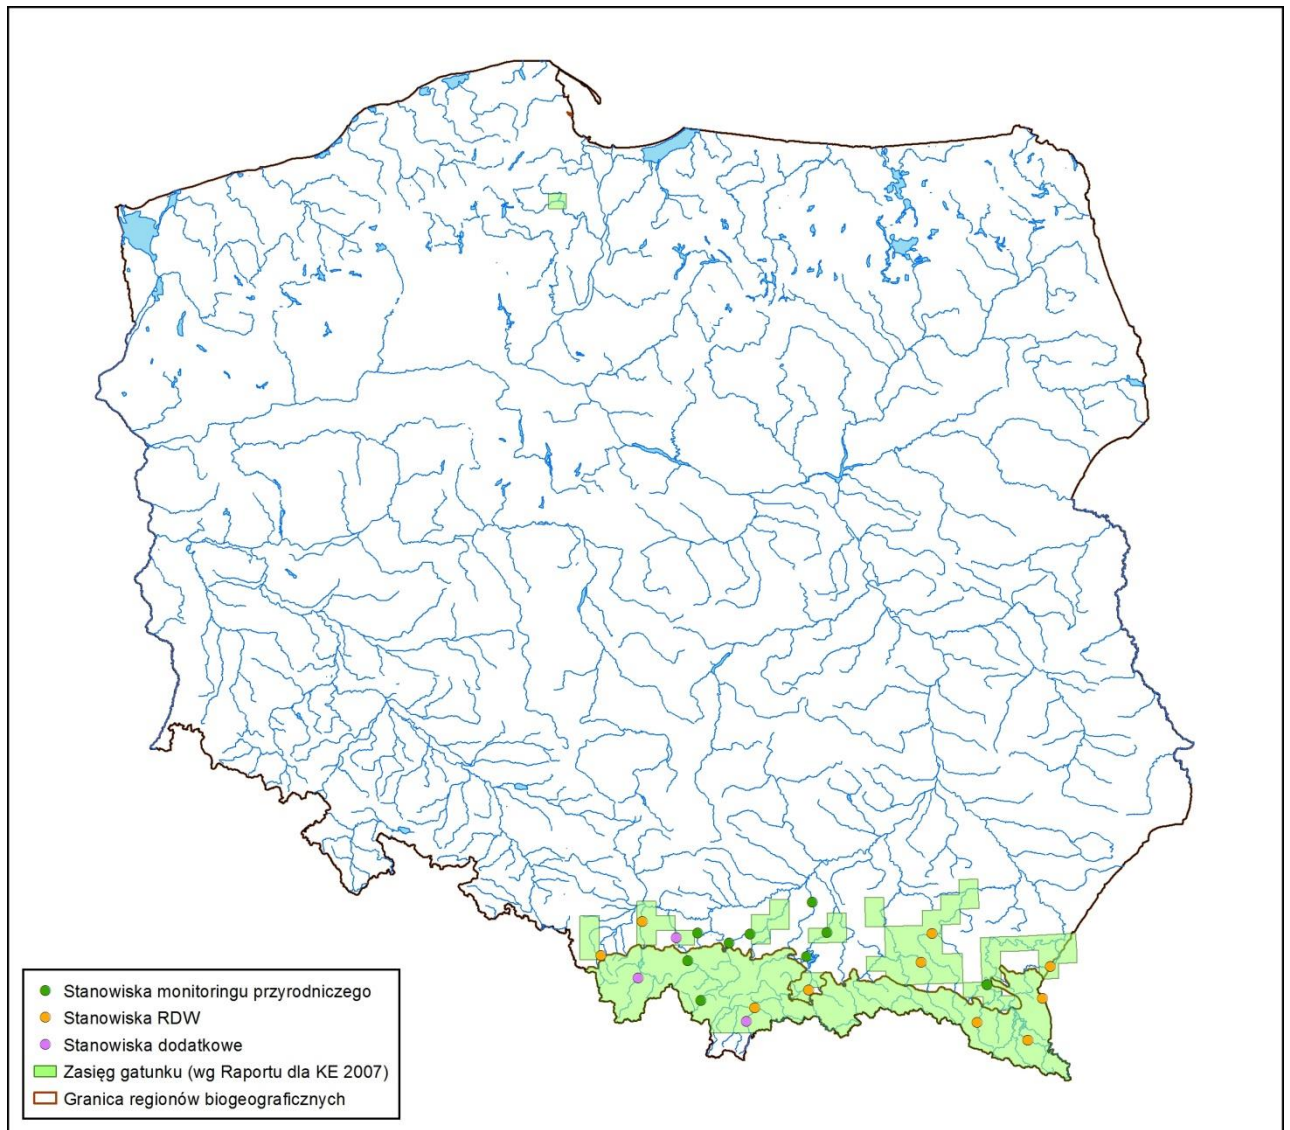 Stanowiska monitoringu przyrodniczego
Stanowiska RDW
Stanowiska dodatkowe
Zasięg gatunku (wg Raportu dla KE 2007)
Granica regionów biogeograficznych